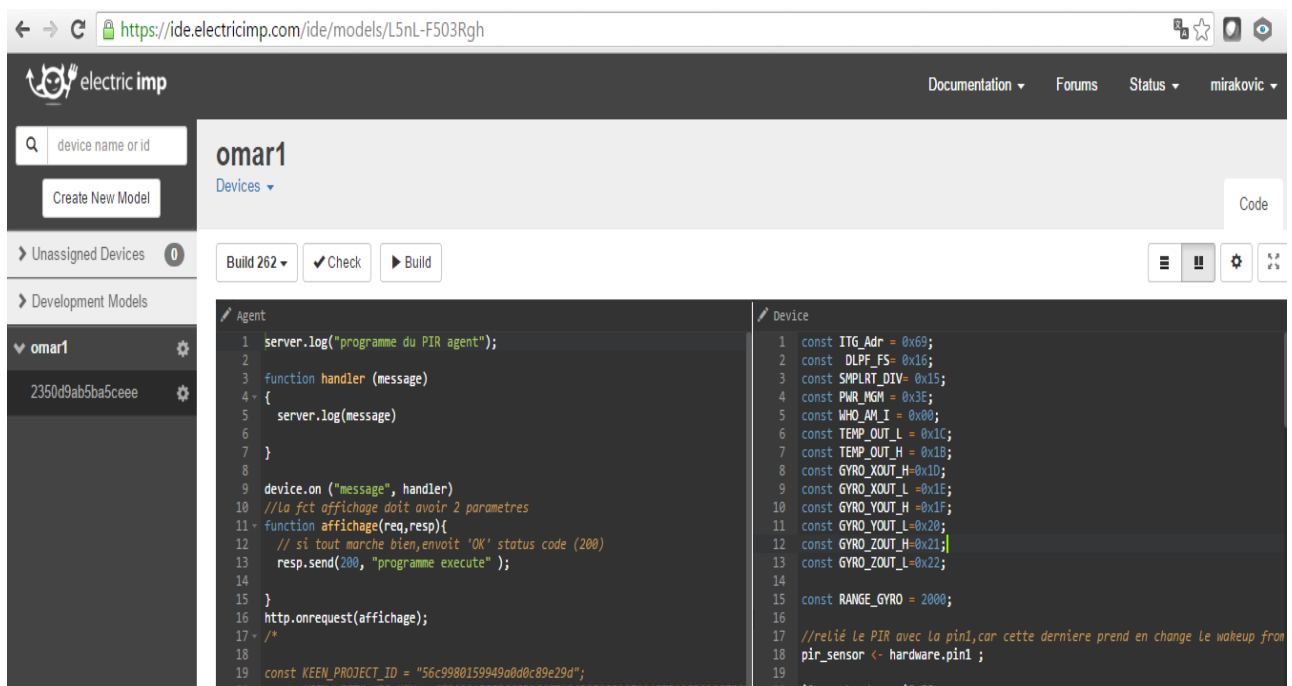 https://ide.electricimp.com/ide/models/L5nL-F503Rgh
electric imp
Documentation
Forums
Status
mirakovic
device name or id
Create New Model
Unassigned Devices 0
Development Models
omar1
2350d9ab5ba5ceee
omar1
Devices
Code
Build 262
Check
Build
Agent
1 server.log("programme du PIR agent");
2
3 function handler (message)
4 {
5 server.log(message)
6
7 }
8
9 device.on ("message", handler)
10 //la fct affichage doit avoir 2 parametres
11 function affichage(req,resp){
12 // si tout marche bien,envoit 'OK' status code (200)
13 resp.send(200, "programme execute" );
14
15 }
16 http.onrequest(affichage);
17 /*
18
19 const KEEN_PROJECT_ID = "56c9980159949a0d0c89e29d";
Device
1 const ITG_Adr = 0x69;
2 const DLPF_FS= 0x16;
3 const SMPLRT_DIV= 0x15;
4 const PWR_MGM = 0x3E;
5 const WHO_AM_I = 0x00;
6 const TEMP_OUT_L = 0x1C;
7 const TEMP_OUT_H = 0x1B;
8 const GYRO_XOUT_H=0x1D;
9 const GYRO_XOUT_L =0x1E;
10 const GYRO_YOUT_H =0x1F;
11 const GYRO_YOUT_L=0x20;
12 const GYRO_ZOUT_H=0x21;
13 const GYRO_ZOUT_L=0x22;
14
15 const RANGE_GYRO = 2000;
16
17 //relié le PIR avec la pin1,car cette derniere prend en change le wakeup from
18 pir_sensor <- hardware.pin1 ;
19